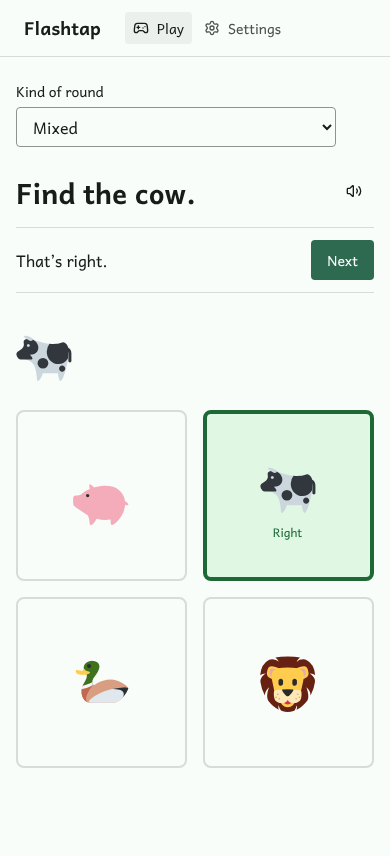 Flashtap
Play
Settings
Kind of round
Mixed
Find the cow.
That's right.
Next
Right